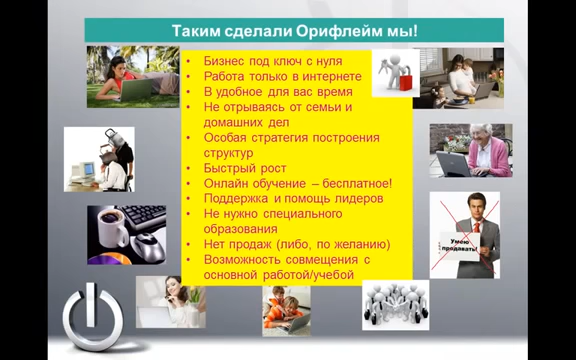 Таким сделали Орифлейм мы!
• Бизнес под ключ с нуля
• Работа только в интернете
• В удобное для вас время
• Не отрываясь от семьи и
домашних дел
• Особая стратегия построения
структур
• Быстрый рост
• Онлайн обучение – бесплатное!
• Поддержка и помощь лидеров
• Не нужно специального
образования
• Нет продаж (либо, по желанию)
• Возможность совмещения с
основной работой/учебой
Умею
продавать!